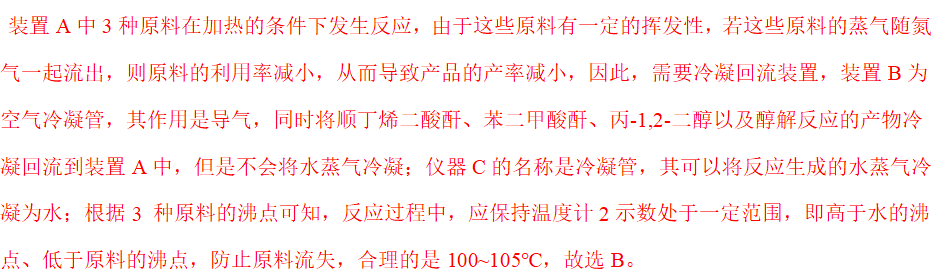 装置 A 中 3 种原料在加热的条件下发生反应，由于这些原料有一定的挥发性，若这些原料的蒸气随氮
气一起流出，则原料的利用率减小，从而导致产品的产率减小，因此，需要冷凝回流装置，装置 B 为
空气冷凝管，其作用是导气，同时将顺丁烯二酸酐、苯二甲酸酐、丙-1,2-二醇以及醇解反应的产物冷
凝回流到装置 A 中，但是不会将水蒸气冷凝；仪器 C 的名称是冷凝管，其可以将反应生成的水蒸气冷
凝为水；根据 3 种原料的沸点可知，反应过程中，应保持温度计 2 示数处于一定范围，即高于水的沸
点、低于原料的沸点，防止原料流失，合理的是 100~105℃，故选 B。